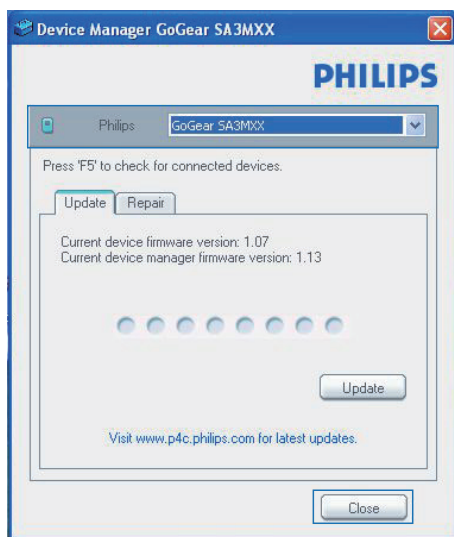 Device Manager GoGear SA3MXX
PHILIPS
Philips GoGear SA3MXX
Press 'F5' to check for connected devices.
Update Repair
Current device firmware version: 1.07
Current device manager firmware version: 1.13
Update
Visit www.p4c.philips.com for latest updates.
Close